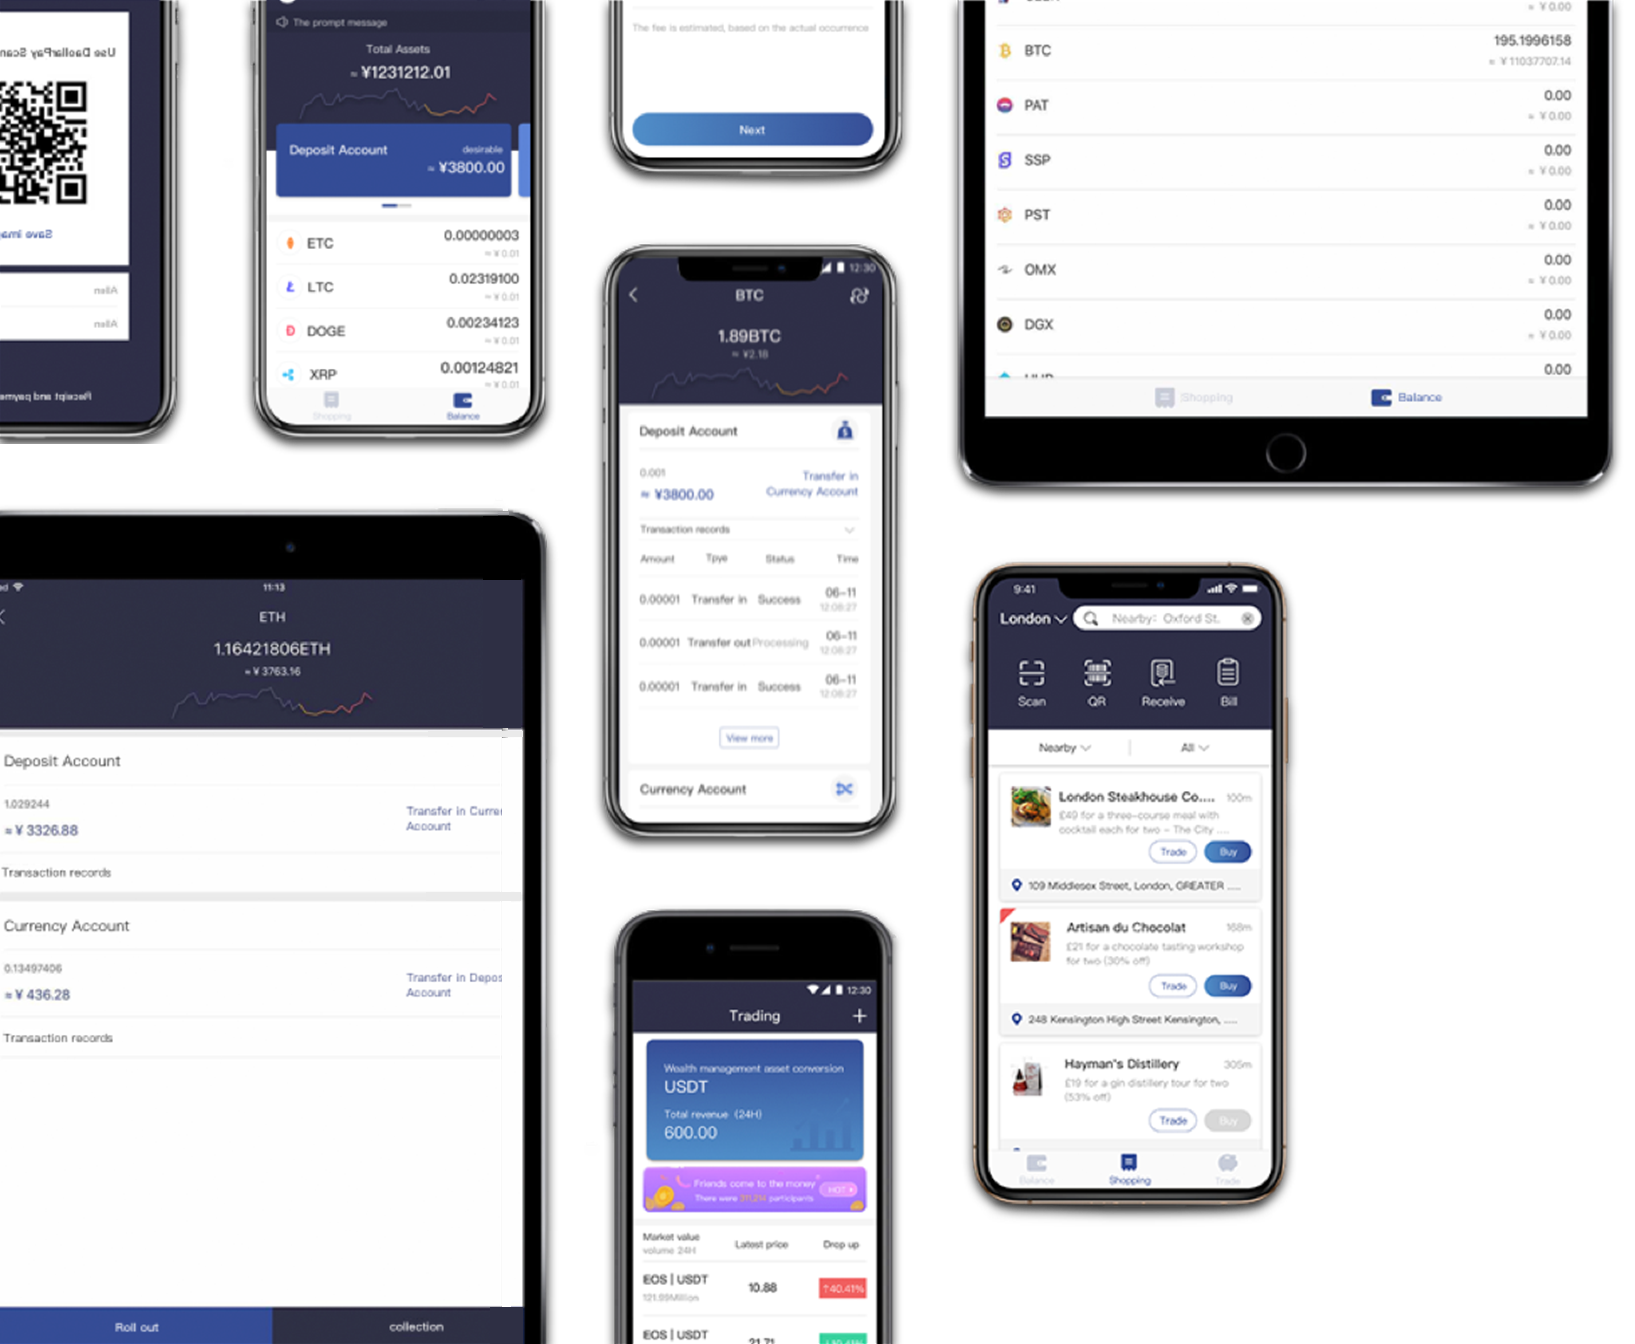 Use DaollarPay Scan
Save Imag
Allen
Allen
Receipt and payme
The prompt message
Total Assets
≈ ¥1231212.01
Deposit Account
desirable
≈ ¥3800.00
ETC
0.00000003
≈ ¥ 0.01
LTC
0.02319100
≈ ¥ 0.01
DOGE
0.00234123
≈ ¥ 0.01
XRP
0.00124821
≈ ¥ 0.01
Shopping
Balance
The fee is estimated, based on the actual occurrence
Next
≈ ¥ 0.00
BTC
195.1996158
≈ ¥ 11037707.14
PAT
0.00
≈ ¥ 0.00
SSP
0.00
≈ ¥ 0.00
PST
0.00
≈ ¥ 0.00
OMX
0.00
≈ ¥ 0.00
DGX
0.00
≈ ¥ 0.00
0.00
Shopping
Balance
12:30
BTC
1.89BTC
≈ ¥2.18
Deposit Account
0.001
≈ ¥3800.00
Transfer in
Currency Account
Transaction records
Amount Tpye Status Time
0.00001 Transfer in Success 06-11
12:08:27
0.00001 Transfer out Processing 06-11
12:08:27
0.00001 Transfer in Success 06-11
12:08:27
View more
Currency Account
11:13
ETH
1.16421806ETH
≈ ¥ 3763.16
Deposit Account
1.029244
≈ ¥ 3326.88
Transfer in Curre
Account
Transaction records
Currency Account
0.13497406
≈ ¥ 436.28
Transfer in Depos
Account
Transaction records
Roll out
collection
12:30
Trading
Wealth management asset conversion
USDT
Total revenue (24H)
600.00
Friends come to the money
There were 311,214 participants
HOT
Market value
volume 24H
Latest price
Drop up
EOS | USDT
121.99Million
10.88
↑40.41%
EOS | USDT
21.71
9:41
London
Nearby: Oxford St.
Scan
QR
Receive
Bill
Nearby
All
London Steakhouse Co.... 100m
£49 for a three-course meal with
cocktail each for two - The City ....
Trade
Buy
109 Middlesex Street, London, GREATER ....
Artisan du Chocolat 168m
£21 for a chocolate tasting workshop
for two (30% off)
Trade
Buy
248 Kensington High Street Kensington, ....
Hayman's Distillery 305m
£19 for a gin distillery tour for two
(53% off)
Trade
Buy
Balance
Shopping
Trade